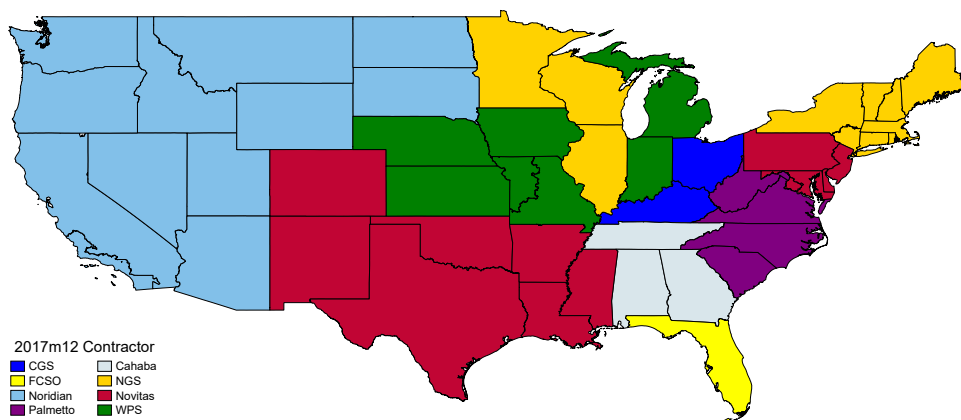 2017m12 Contractor
CGS Cahaba
FCSO NGS
Noridian Novitas
Palmetto WPS